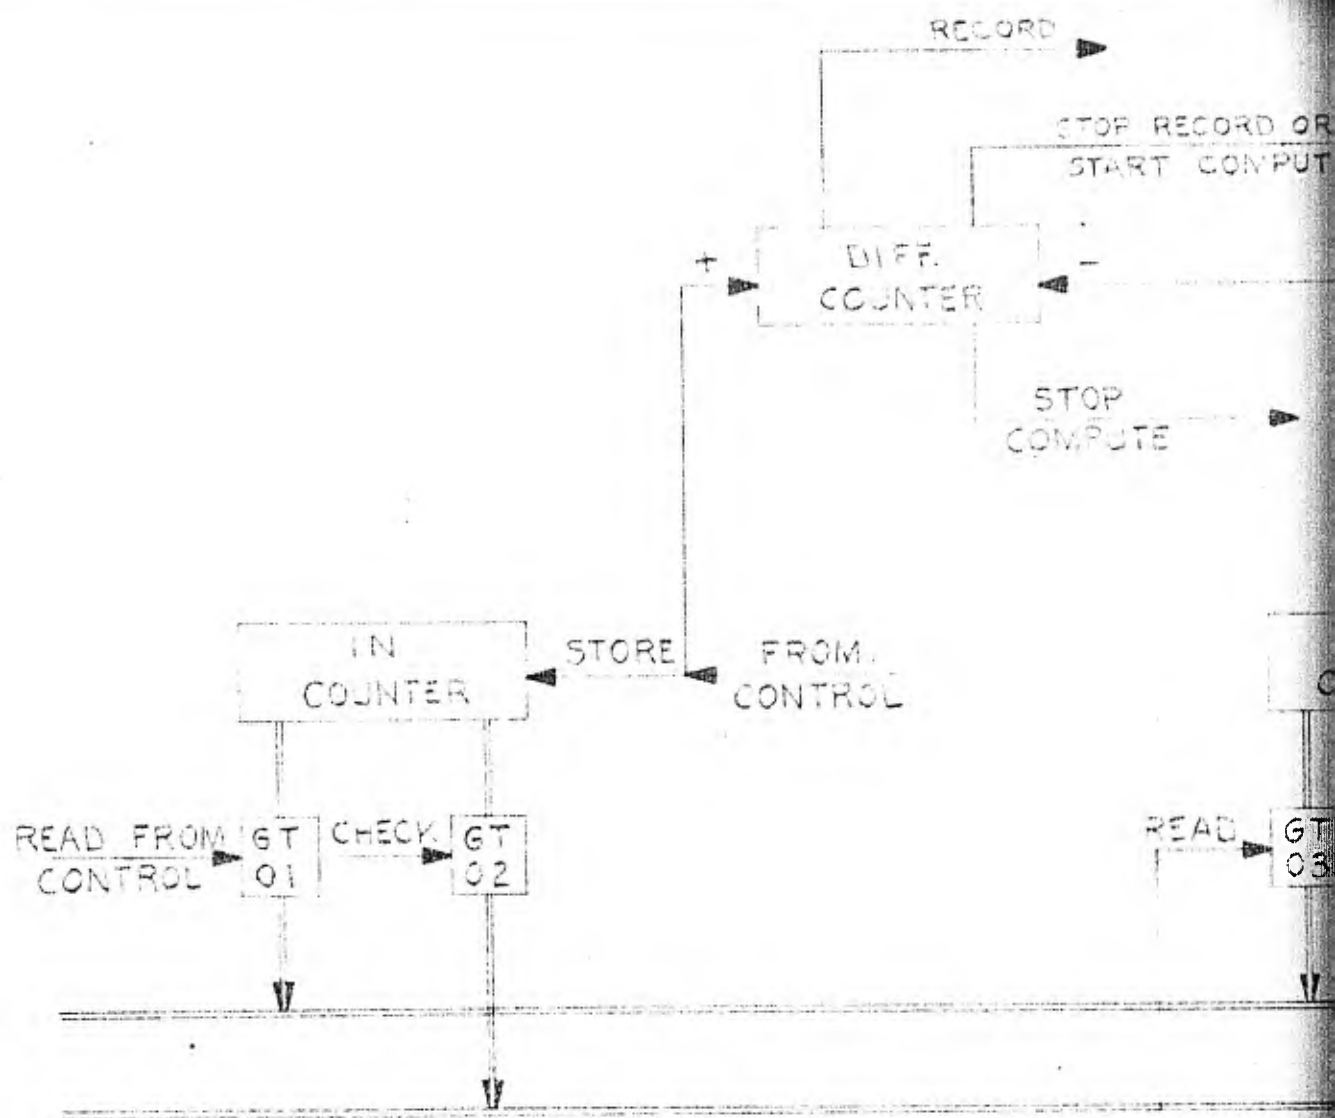 RECORD
STOP RECORD OR
START COMPUT
+
DIFF.
COUNTER
-
STOP
COMPUTE
IN
COUNTER
STORE
FROM
CONTROL
C
READ FROM
CONTROL
GT
01
CHECK
GT
02
READ
GT
03